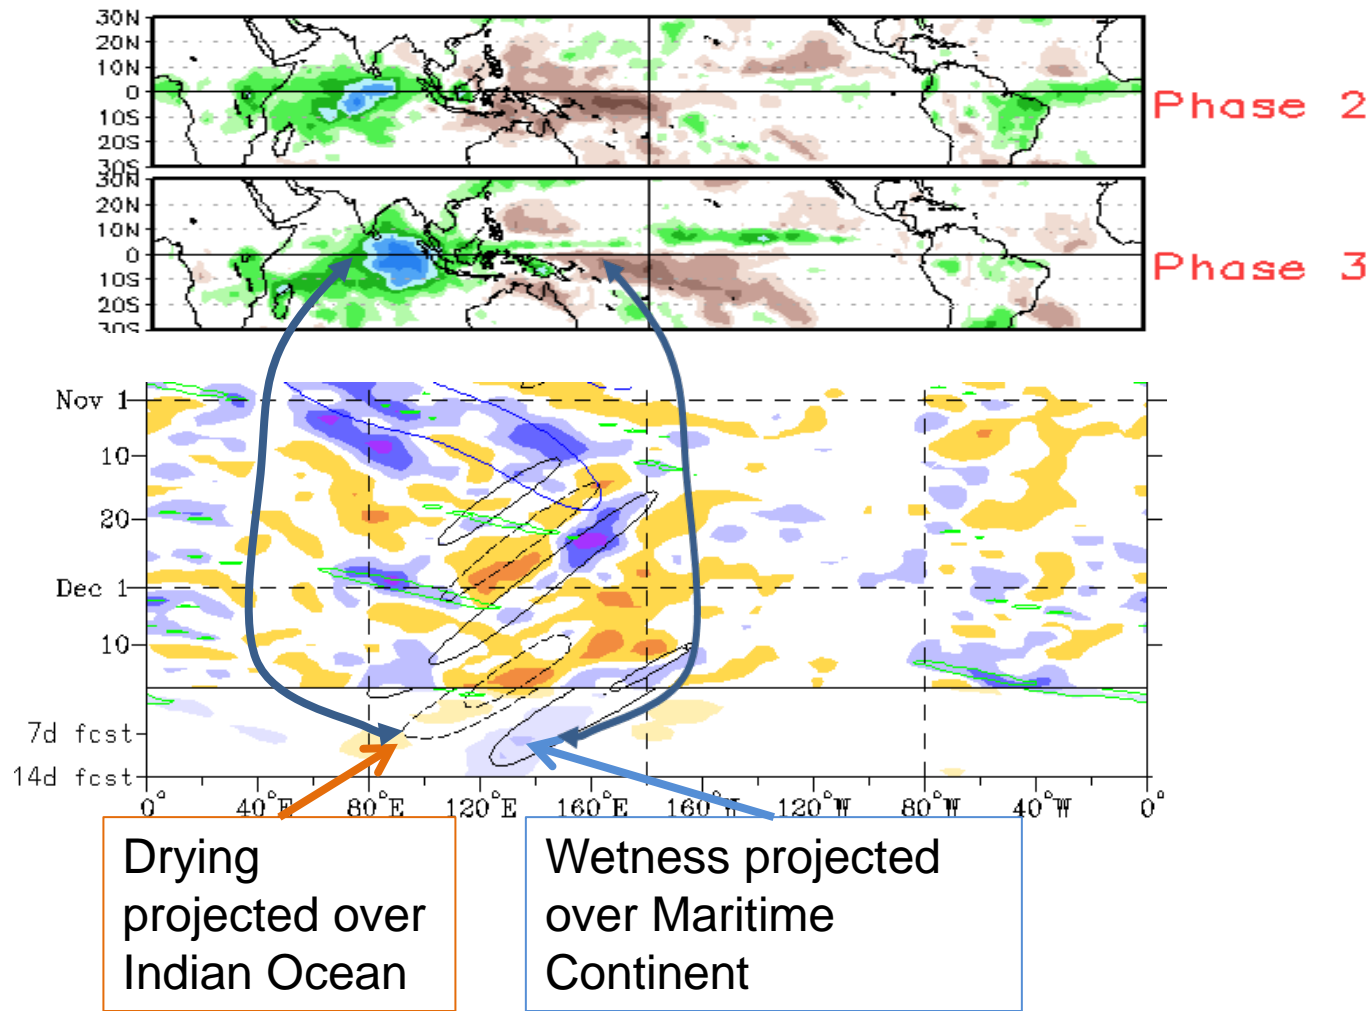 30N
20N
10N
0
10S
20S
30S
Phase 2
30N
20N
10N
0
10S
20S
30S
Phase 3
Nov 1
10
20
Dec 1
10
7d fcst
14d fcst
0° 40°E 80°E 120°E 160°E 160°W 120°W 80°W 40°W 0°
Drying
projected over
Indian Ocean
Wetness projected
over Maritime
Continent